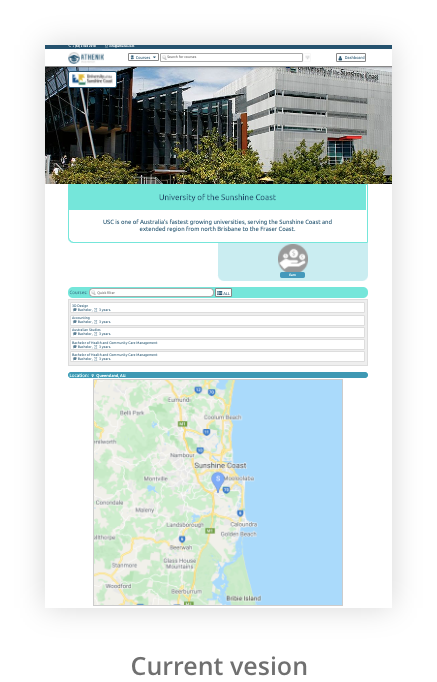 ATHENIK
Courses
Search for courses
Dashboard
University of the
Sunshine Coast
University of the Sunshine Coast
University of the Sunshine Coast
USC is one of Australia's fastest growing universities, serving the Sunshine Coast and
extended region from north Brisbane to the Fraser Coast.
Courses:
Quick filter
ALL
3D Design
Bachelor, 3 years
Accounting
Bachelor, 3 years
Australian Studies
Bachelor, 3 years
Bachelor of Health and Community Care Management
Bachelor, 3 years
Bachelor of Health and Community Care Management
Bachelor, 3 years
Location: Queensland, AU
Eumundi
Belli Park
Coolum Beach
Nambour
Sunshine Coast
Montville
Mooloolaba
Conondale
Maleny
Landsborough
Caloundra
Golden Beach
Beerwah
Glass House
Mountains
Woodford
Beerburrum
Bribie Island
Current vesion